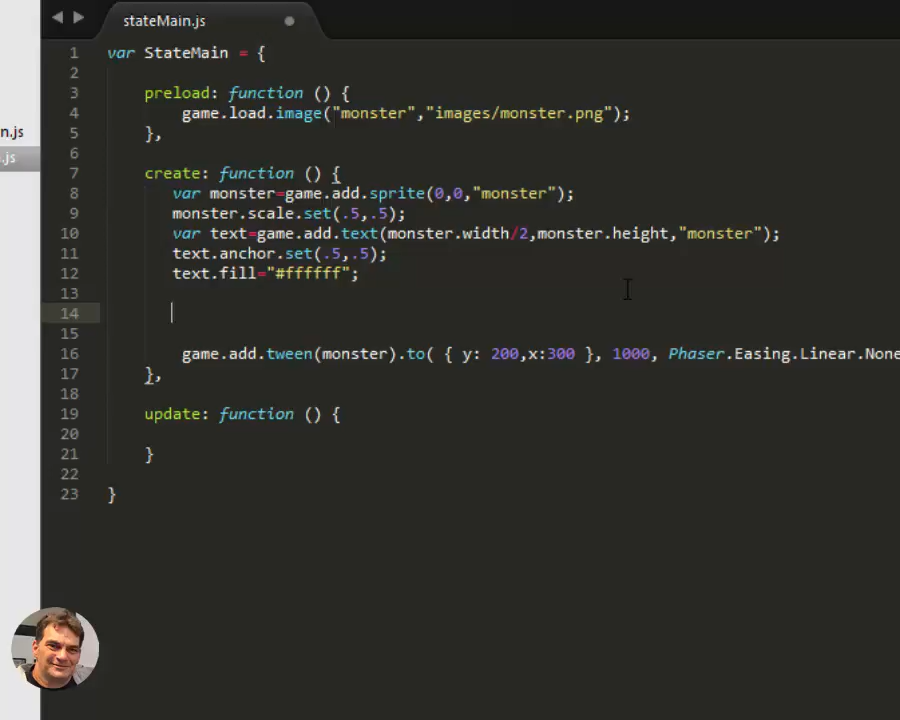 stateMain.js
n.js
.js
1 var StateMain = {
2
3 preload: function () {
4 game.load.image("monster","images/monster.png");
5 },
6
7 create: function () {
8 var monster=game.add.sprite(0,0,"monster");
9 monster.scale.set(.5,.5);
10 var text=game.add.text(monster.width/2,monster.height,"monster");
11 text.anchor.set(.5,.5);
12 text.fill="#ffffff";
13
14
15
16 game.add.tween(monster).to( { y: 200,x:300 }, 1000, Phaser.Easing.Linear.None
17 },
18
19 update: function () {
20
21 }
22
23 }